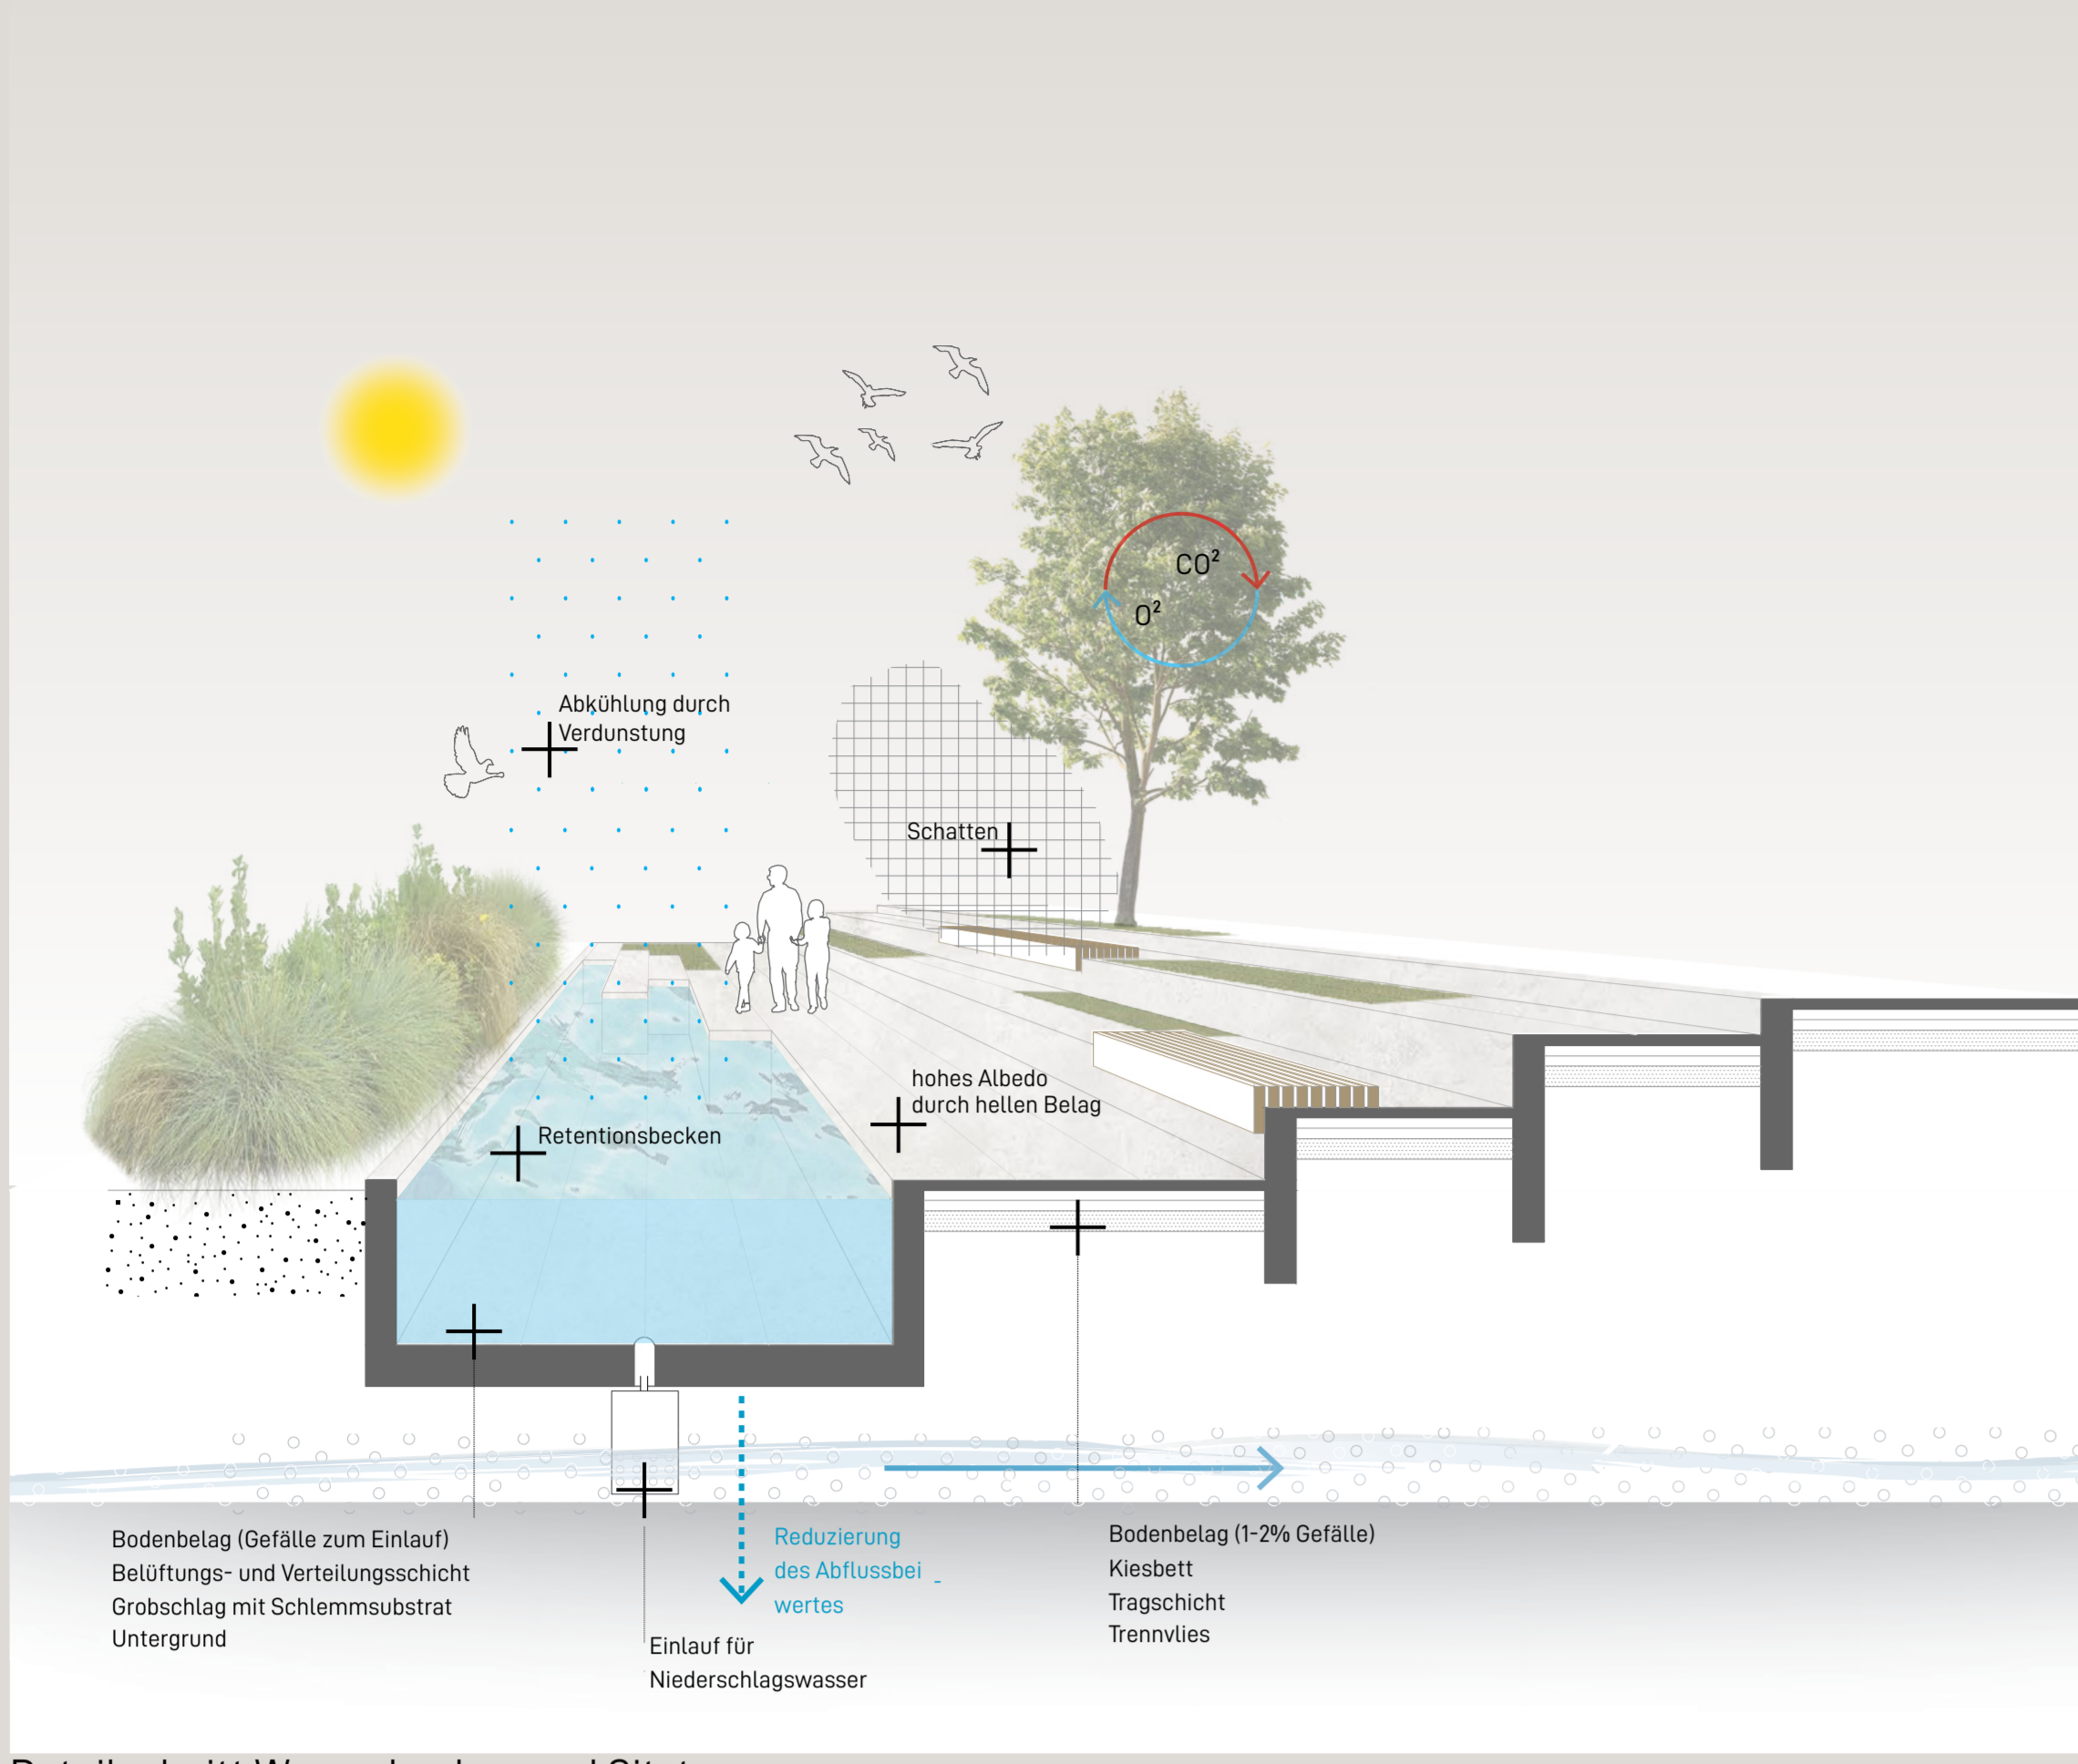 CO²
O²
Abkühlung durch
Verdunstung
Schatten
hohes Albedo
durch hellen Belag
Retentionsbecken
Bodenbelag (Gefälle zum Einlauf)
Belüftungs- und Verteilungsschicht
Grobschlag mit Schlemmsubstrat
Untergrund
Reduzierung
des Abflussbei -
wertes
Einlauf für
Niederschlagswasser
Bodenbelag (1-2% Gefälle)
Kiesbett
Tragschicht
Trennvlies